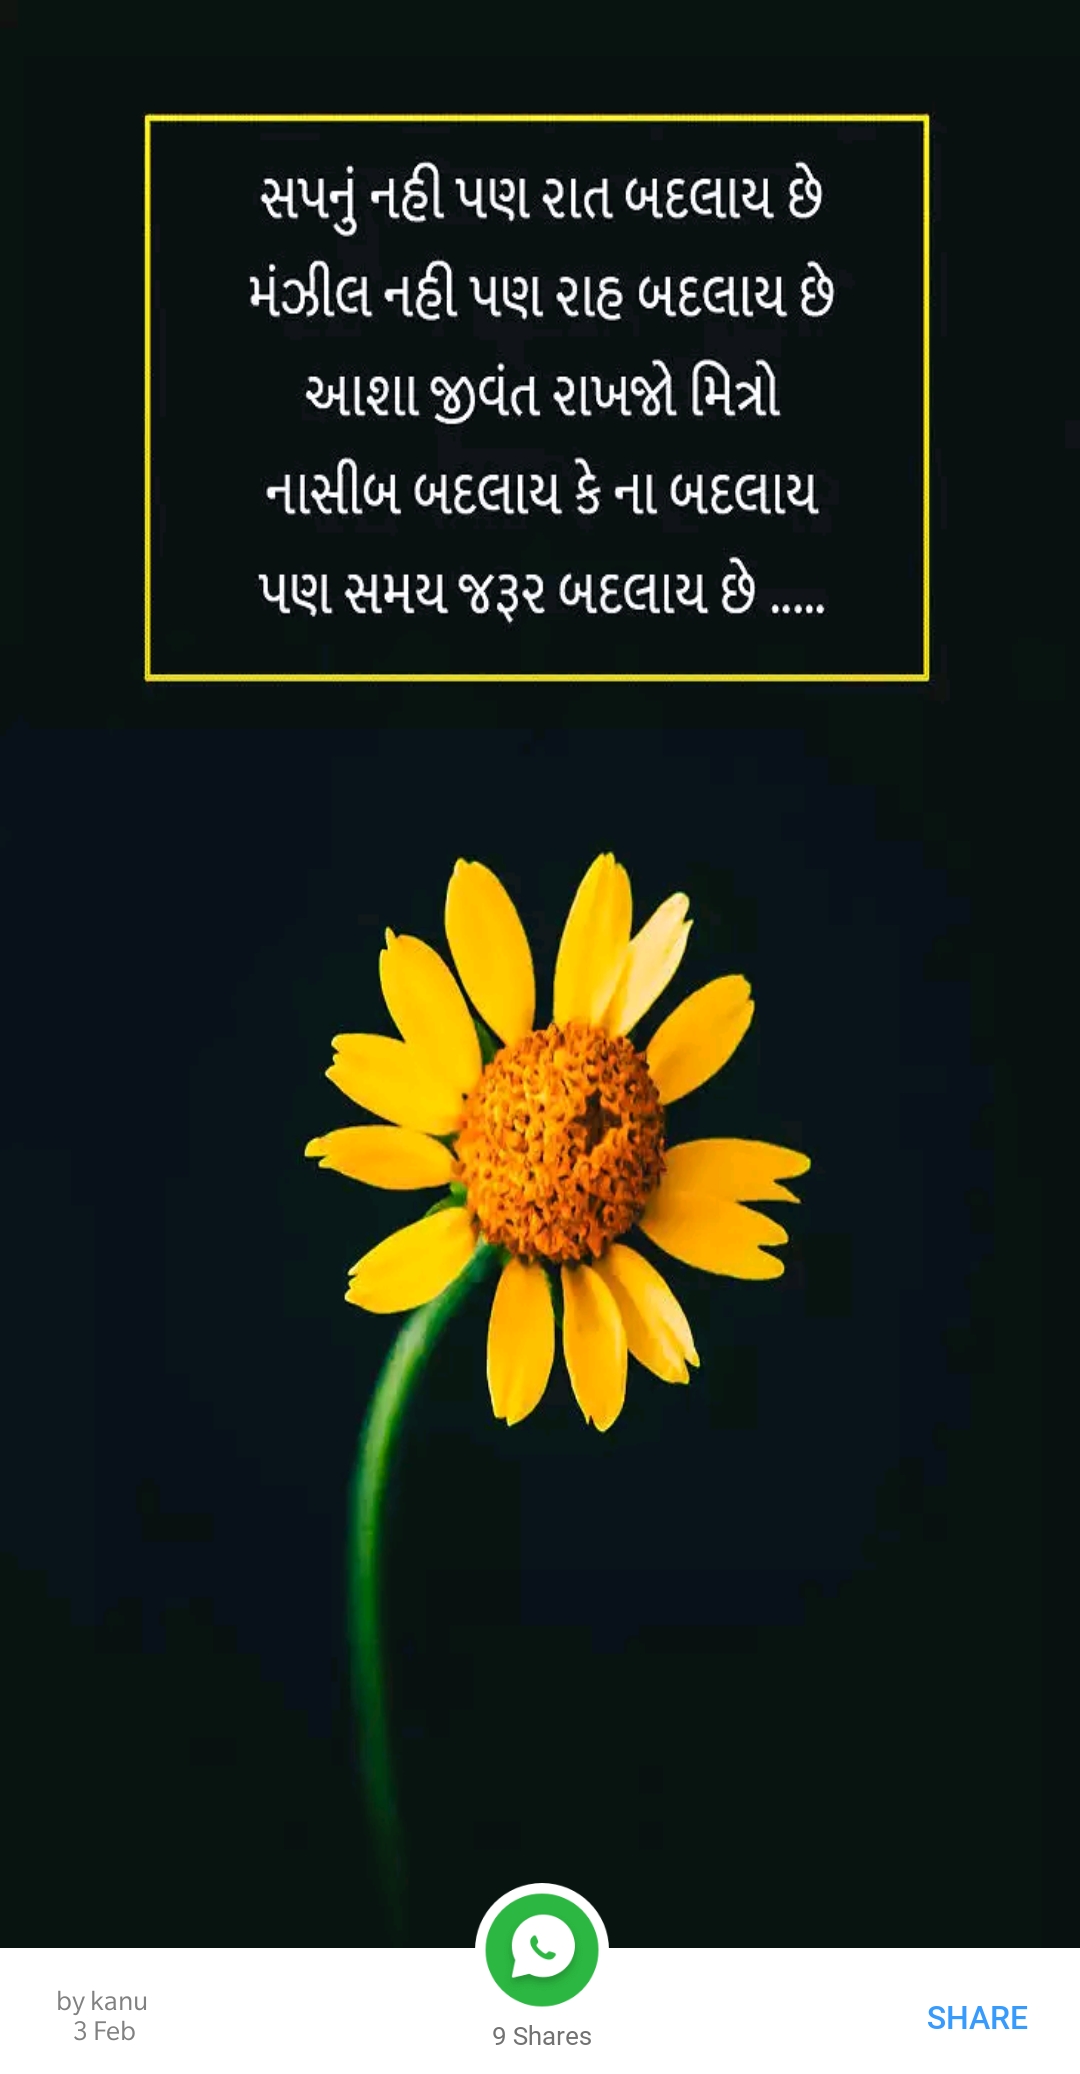 સપનું નહી પણ રાત બદલાય છે
મંઝીલ નહી પણ રાહ બદલાય છે
આશા જીવંત રાખજો મિત્રો
નાસીબ બદલાય કે ના બદલાય
પણ સમય જરૂર બદલાય છે .....
by kanu
3 Feb
9 Shares
SHARE